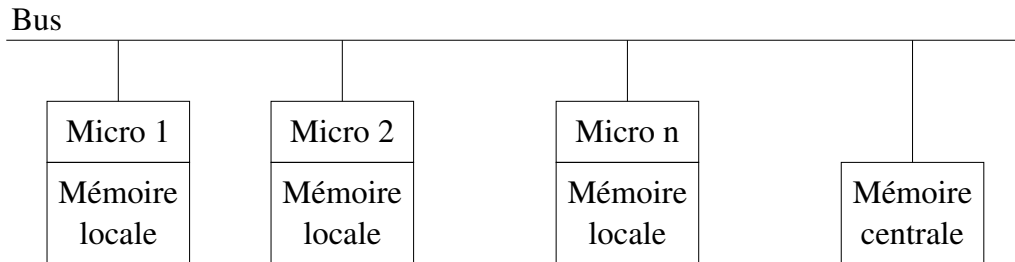 Bus
Micro 1
Micro 2
Micro n
Mémoire
locale
Mémoire
locale
Mémoire
locale
Mémoire
centrale